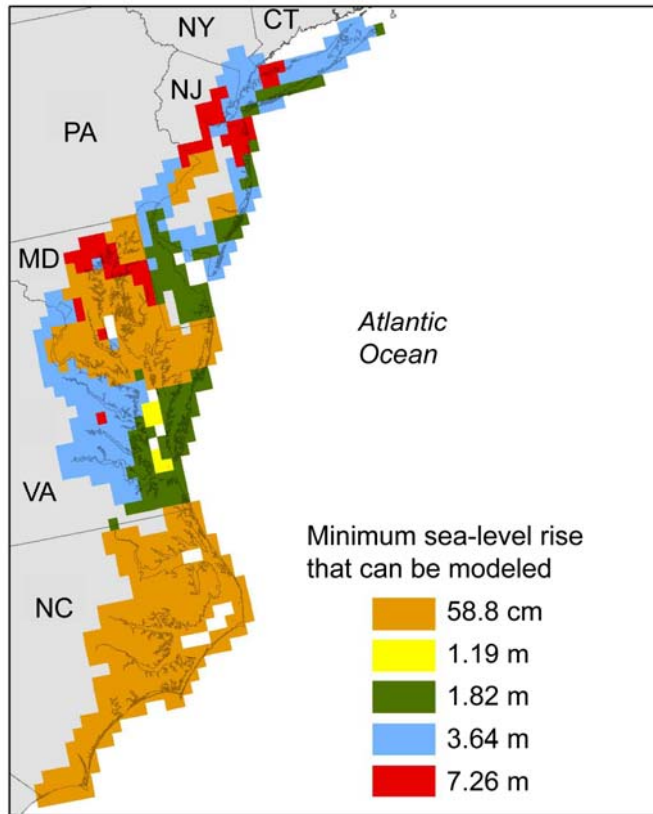 NY
CT
NJ
PA
MD
Atlantic
Ocean
VA
Minimum sea-level rise
that can be modeled
NC
58.8 cm
1.19 m
1.82 m
3.64 m
7.26 m